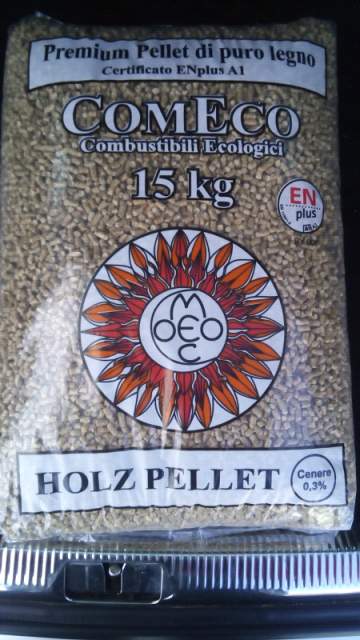 Premium Pellet di puro legno
Certificato ENplus A1
COMECO
Combustibili Ecologici
15 kg
EN
plus
M
OEO
C
HOLZ PELLET
Cenere
0,3%